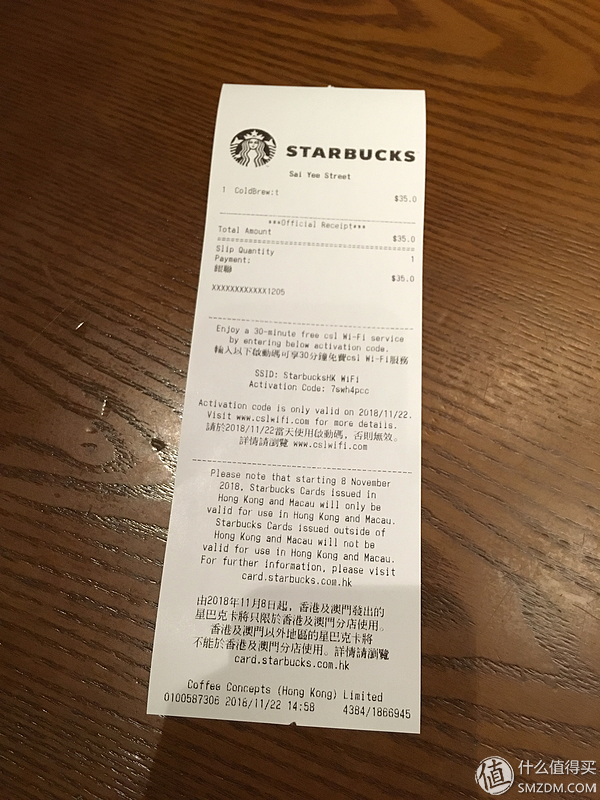 STARBUCKS
Sai Yee Street
1 ColdBrew:t $35.0
***Official Receipt***
Total Amount $35.0
Slip Quantity 1
Payment:
銀聯 $35.0
XXXXXXXXXXXX1205
Enjoy a 30-minute free csl Wi-Fi service
by entering below activation code.
輸入以下啟動碼可享30分鐘免費csl Wi-Fi服務
SSID: StarbucksHK WiFi
Activation Code: 7swh4pcc
Activation code is only valid on 2018/11/22.
Visit www.cslwifi.com for more details.
請於2018/11/22當天使用啟動碼，否則無效。
詳情請瀏覽 www.cslwifi.com
Please note that starting 8 November
2018, Starbucks Cards issued in
Hong Kong and Macau will only be
valid for use in Hong Kong and Macau.
Starbucks Cards issued outside of
Hong Kong and Macau will not be
valid for use in Hong Kong and Macau.
For further information, please visit
card.starbucks.com.hk
由2018年11月8日起，香港及澳門發出的
星巴克卡將只限於香港及澳門分店使用。
香港及澳門以外地區的星巴克卡將
不能於香港及澳門分店使用。詳情請瀏覽
card.starbucks.com.hk
Coffee Concepts (Hong Kong) Limited
0100587306 2018/11/22 14:58 4384/1866945
值 什么值得买
SMZDM.COM